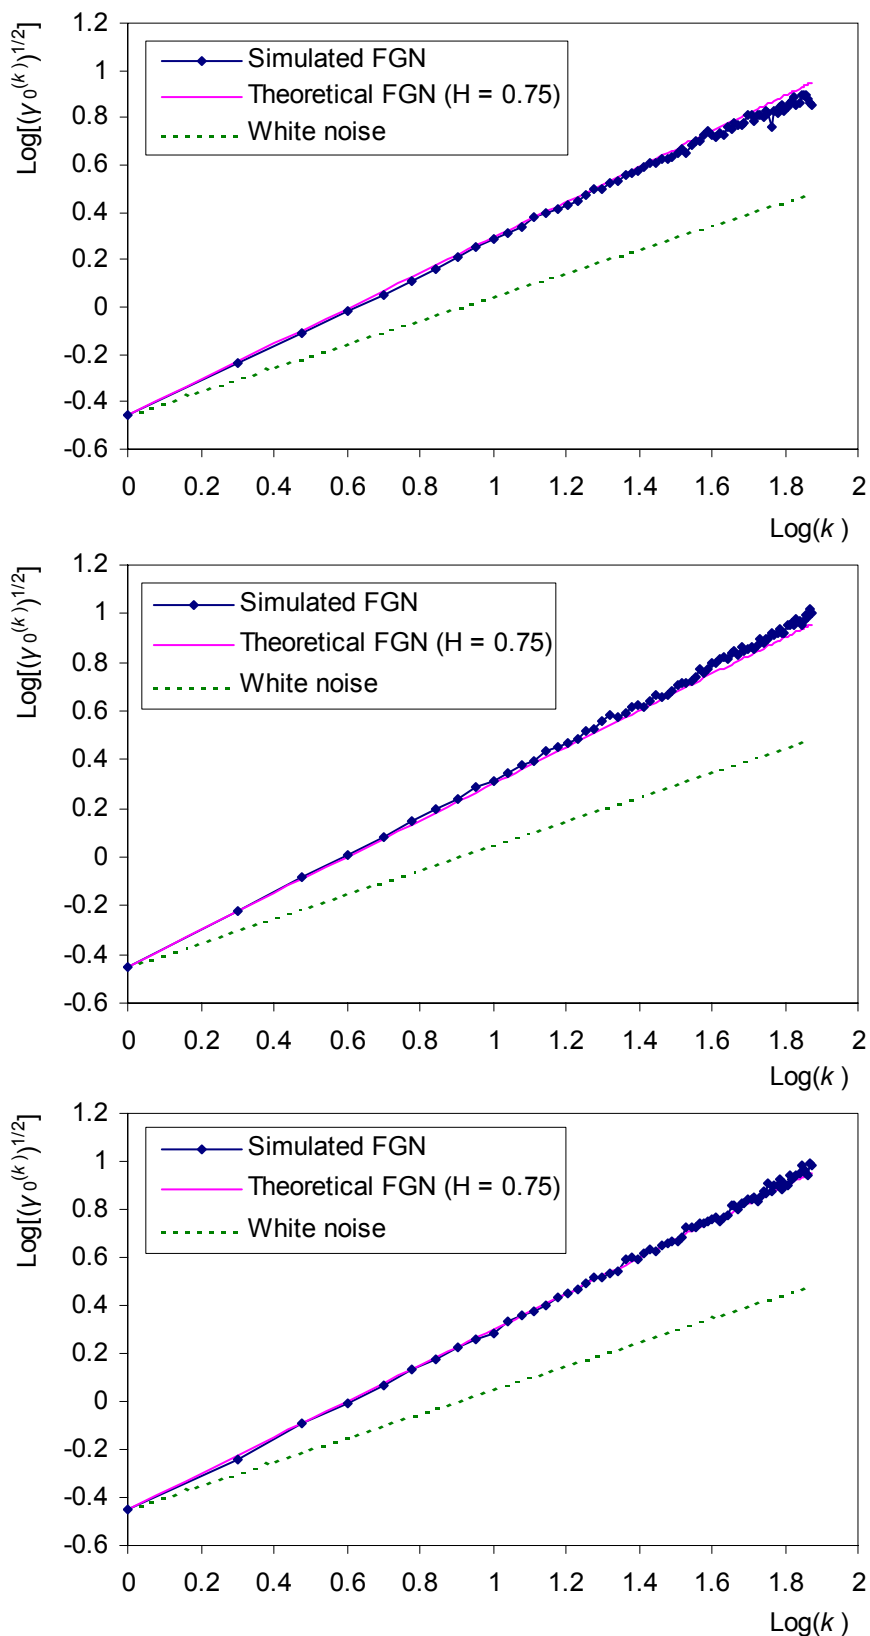 1.2
1
0.8
0.6
0.4
0.2
0
-0.2
-0.4
-0.6
Log[(γ0(k))1/2]
Simulated FGN
Theoretical FGN (H = 0.75)
White noise
0 0.2 0.4 0.6 0.8 1 1.2 1.4 1.6 1.8 2
Log(k )
1.2
1
0.8
0.6
0.4
0.2
0
-0.2
-0.4
-0.6
Log[(γ0(k))1/2]
Simulated FGN
Theoretical FGN (H = 0.75)
White noise
0 0.2 0.4 0.6 0.8 1 1.2 1.4 1.6 1.8 2
Log(k )
1.2
1
0.8
0.6
0.4
0.2
0
-0.2
-0.4
-0.6
Log[(γ0(k))1/2]
Simulated FGN
Theoretical FGN (H = 0.75)
White noise
0 0.2 0.4 0.6 0.8 1 1.2 1.4 1.6 1.8 2
Log(k )